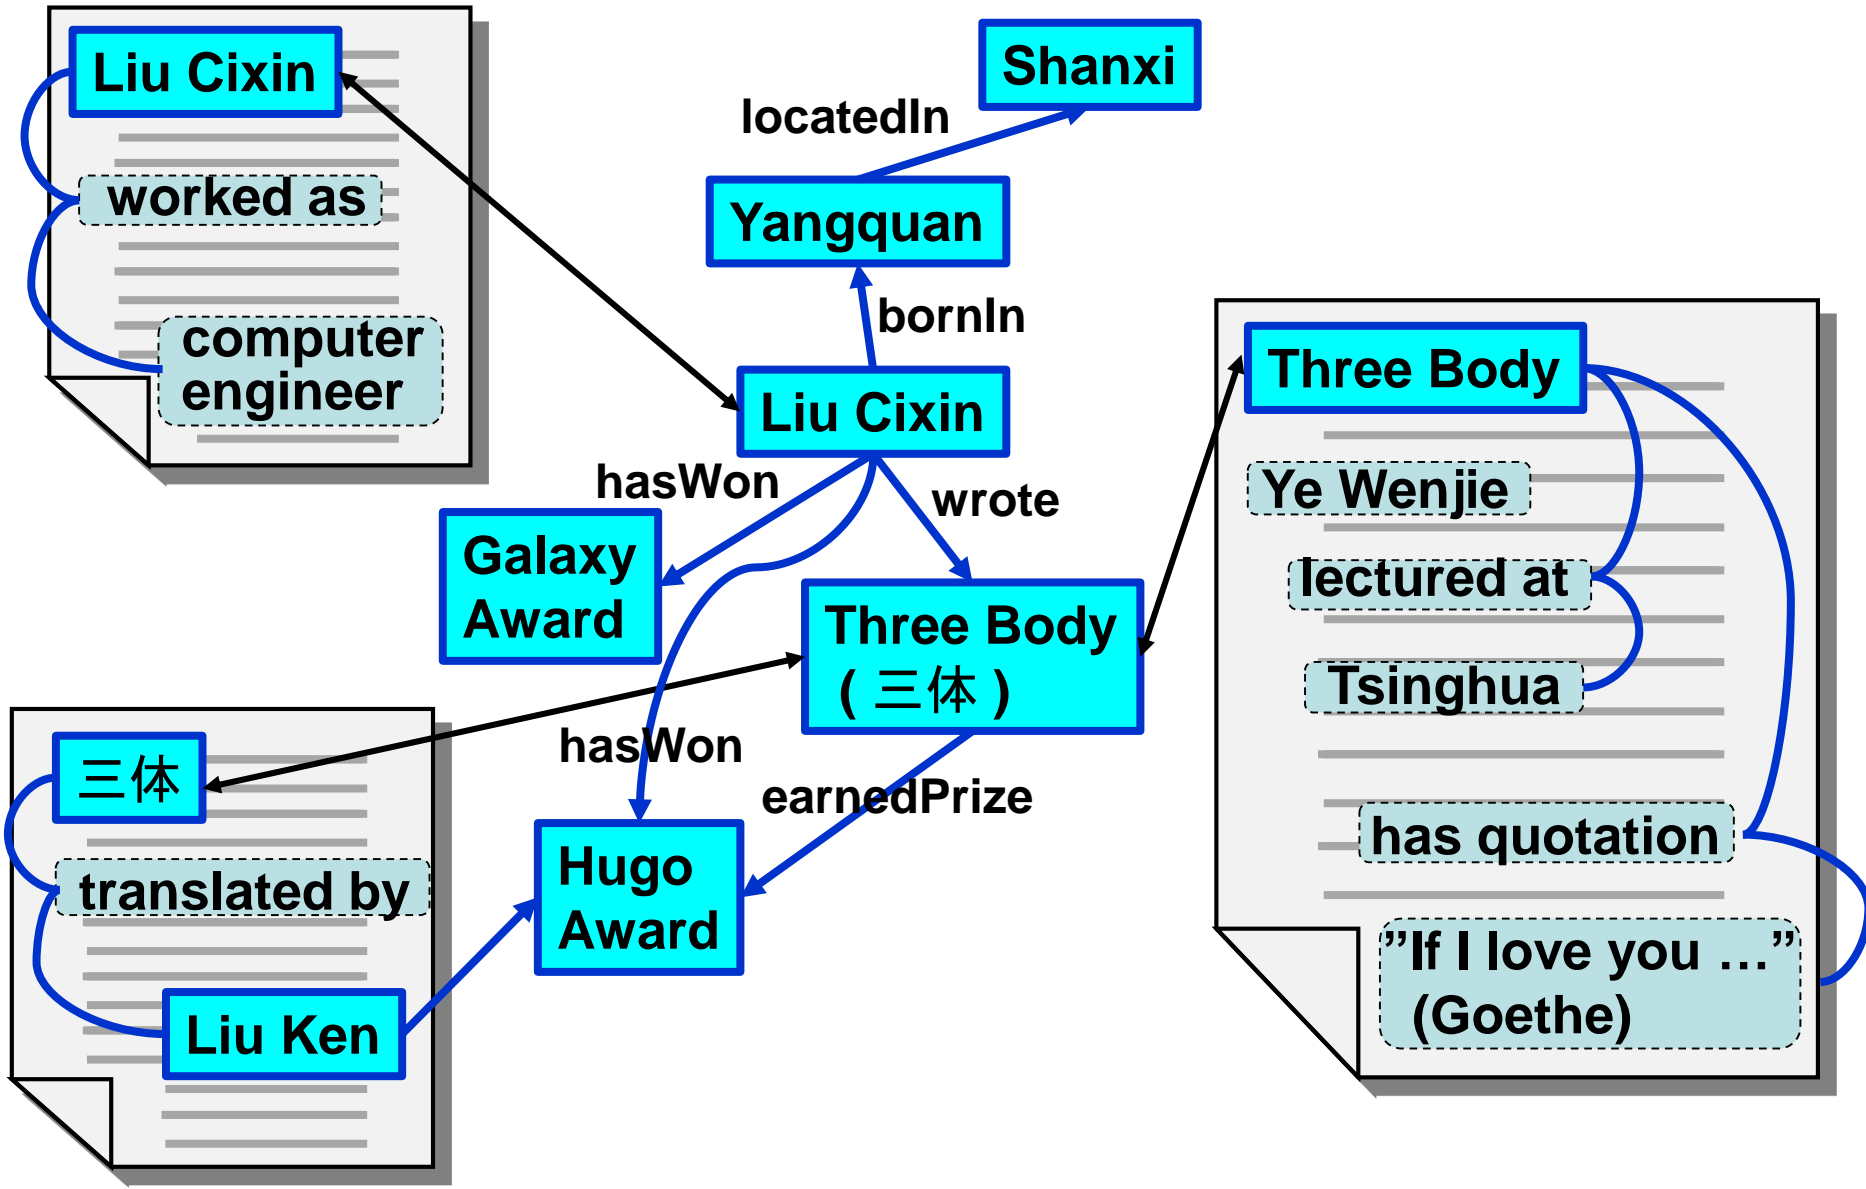 Liu Cixin
worked as
computer
engineer
Shanxi
locatedIn
Yangquan
bornIn
Liu Cixin
hasWon
wrote
Galaxy
Award
Three Body
( 三体 )
hasWon
earnedPrize
Hugo
Award
三体
translated by
Liu Ken
Three Body
Ye Wenjie
lectured at
Tsinghua
has quotation
”If I love you …”
(Goethe)